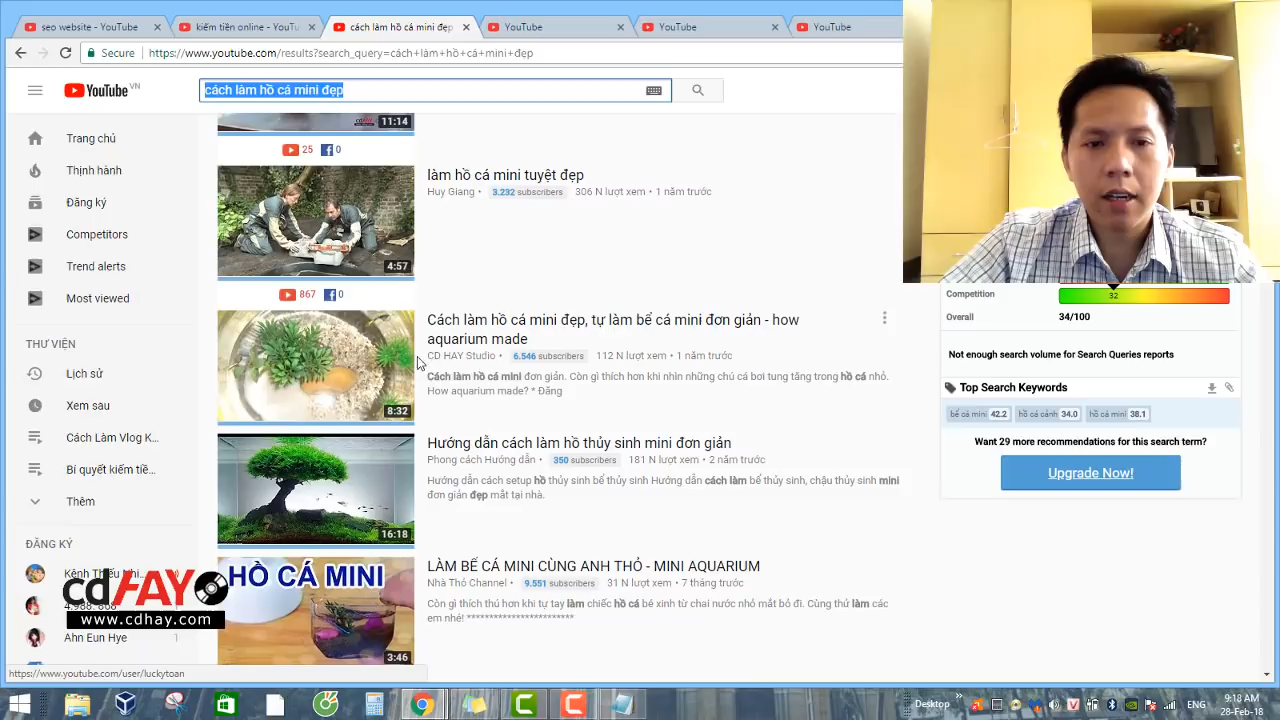 seo website - YouTu
kiếm tiền online - YouTu
cách làm hồ cá mini đẹp
YouTube
YouTube
YouTube
Secure
https://www.youtube.com/results?search_query=cách+làm+hồ+cá+mini+đẹp
YouTube VN
cách làm hồ cá mini đẹp
Trang chủ
Thịnh hành
Đăng ký
Competitors
Trend alerts
Most viewed
THƯ VIỆN
Lịch sử
Xem sau
Cách Làm Vlog K...
Bí quyết kiếm tiề...
Thêm
ĐĂNG KÝ
Ahn Eun Hye 1
cdHAY
www.cdhay.com
11:14
25 0
4:57
làm hồ cá mini tuyệt đẹp
Huy Giang • 3.232 subscribers 306 N lượt xem • 1 năm trước
867 0
8:32
Cách làm hồ cá mini đẹp, tự làm bể cá mini đơn giản - how
aquarium made
CD HAY Studio • 6.546 subscribers 112 N lượt xem • 1 năm trước
Cách làm hồ cá mini đơn giản. Còn gì thích hơn khi nhìn những chú cá bơi tung tăng trong hồ cá nhỏ.
How aquarium made? * Đăng
16:18
Hướng dẫn cách làm hồ thủy sinh mini đơn giản
Phong cách Hướng dẫn • 350 subscribers 181 N lượt xem • 2 năm trước
Hướng dẫn cách setup hồ thủy sinh bể thủy sinh Hướng dẫn cách làm bể thủy sinh, chậu thủy sinh mini
đơn giản đẹp mắt tại nhà.
HỒ CÁ MINI
3:46
LÀM BỂ CÁ MINI CÙNG ANH THỎ - MINI AQUARIUM
Nhà Thỏ Channel • 9.551 subscribers 31 N lượt xem • 7 tháng trước
Còn gì thích thú hơn khi tự tay làm chiếc hồ cá bé xinh từ chai nước nhỏ mắt bỏ đi. Cùng thử làm các
em nhé! ***********************
Competition 32
Overall 34/100
Not enough search volume for Search Queries reports
Top Search Keywords
bể cá mini 42.2 hồ cá cảnh 34.0 hồ cá mini 38.1
Want 29 more recommendations for this search term?
Upgrade Now!
https://www.youtube.com/user/luckytoan
Desktop
ENG
9:18 AM
28-Feb-18